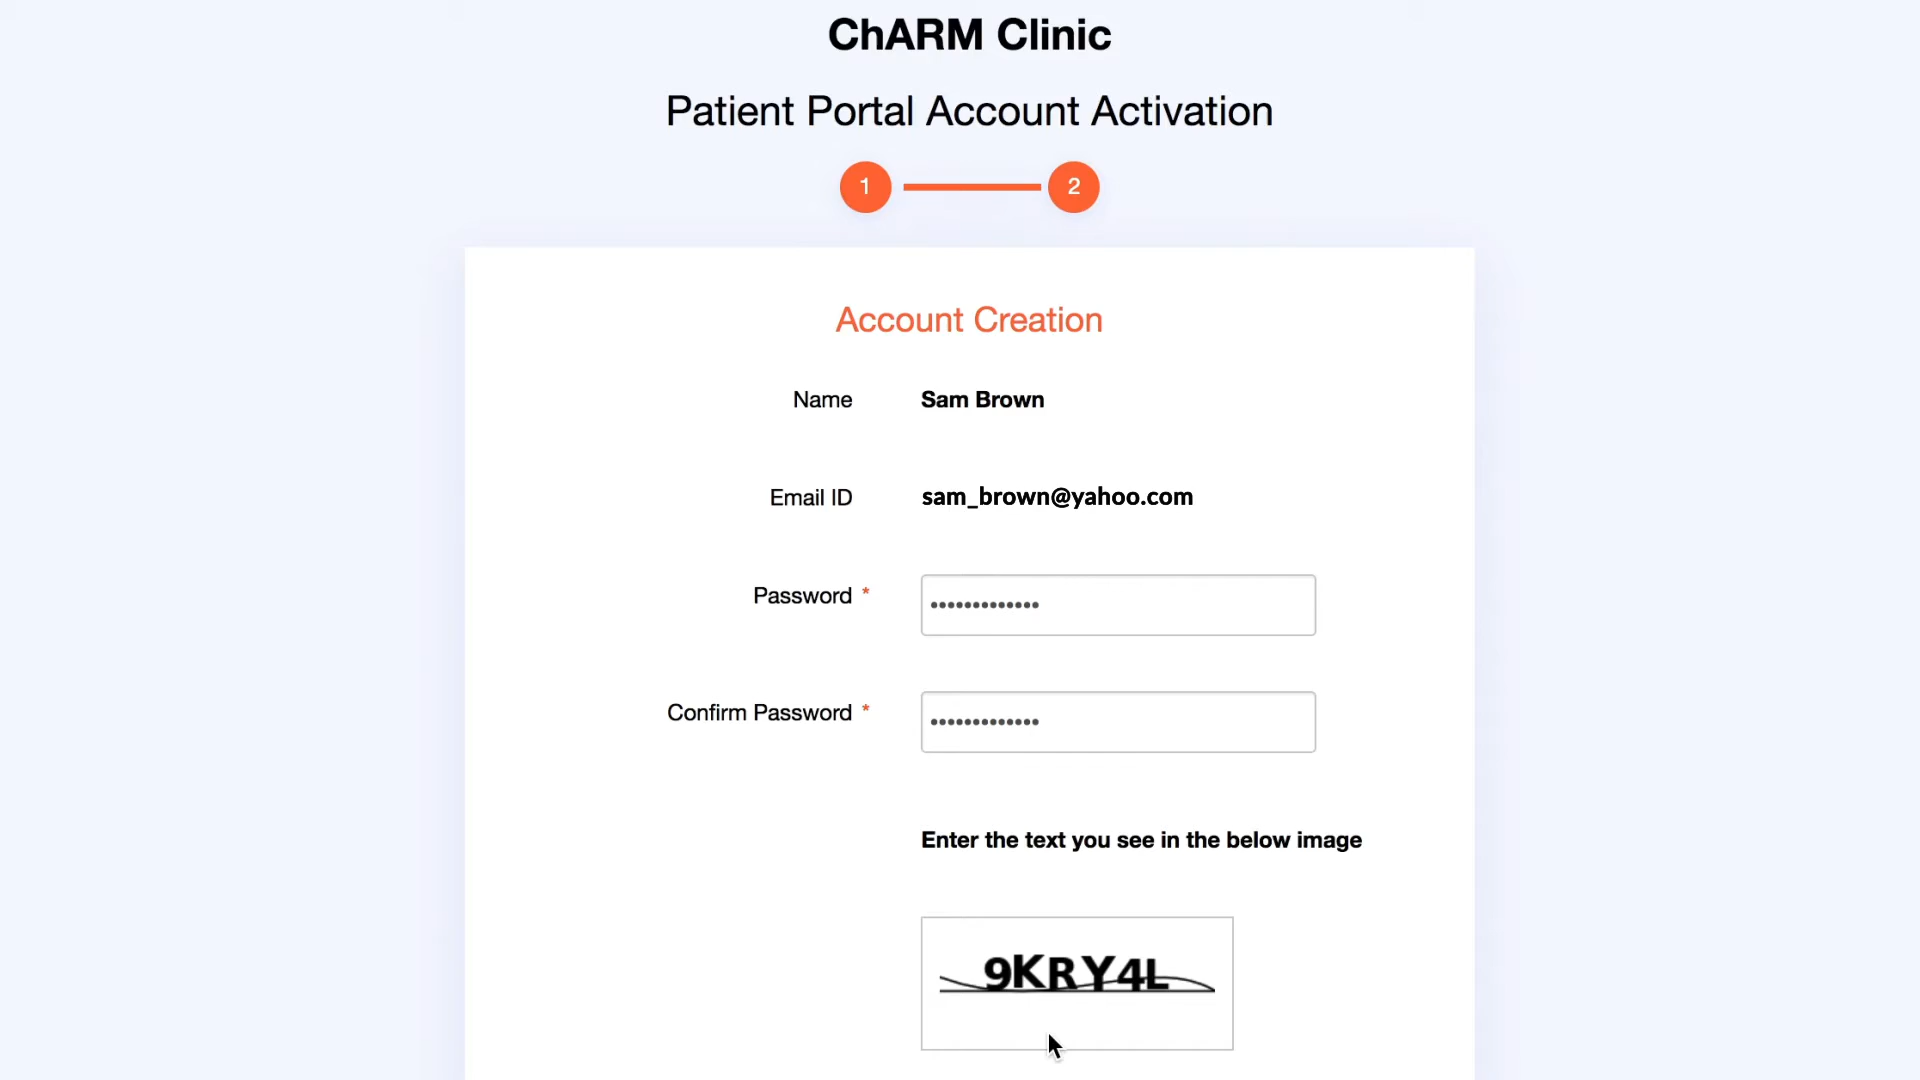 ChARM Clinic
Patient Portal Account Activation
1 2
Account Creation
Name Sam Brown
Email ID sam_brown@yahoo.com
Password * •••••••••••••
Confirm Password * •••••••••••••
Enter the text you see in the below image
9KRY4L